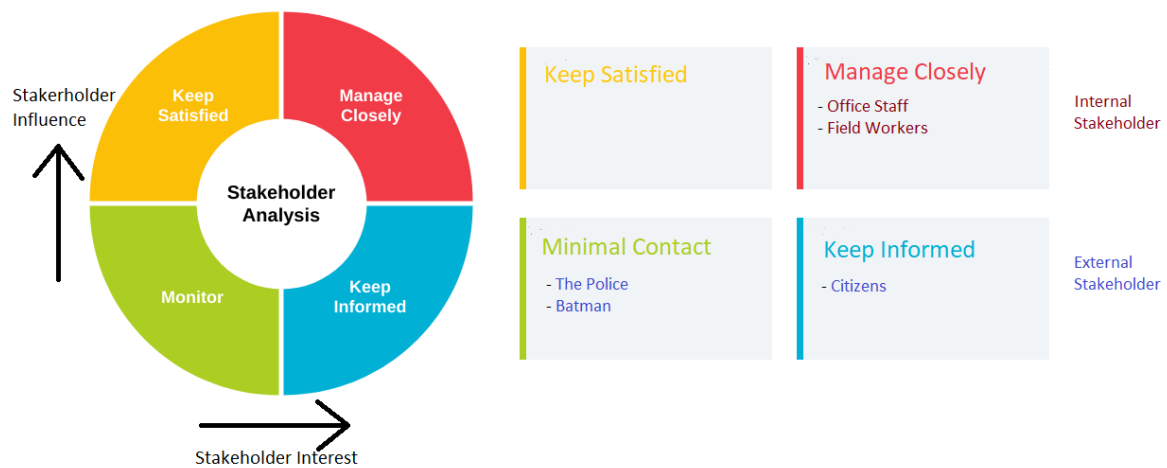 Stakerholder
Influence
Keep
Satisfied
Manage
Closely
Stakeholder
Analysis
Monitor
Keep
Informed
Stakeholder Interest
Keep Satisfied
Manage Closely
- Office Staff
- Field Workers
Internal
Stakeholder
Minimal Contact
- The Police
- Batman
Keep Informed
- Citizens
External
Stakeholder